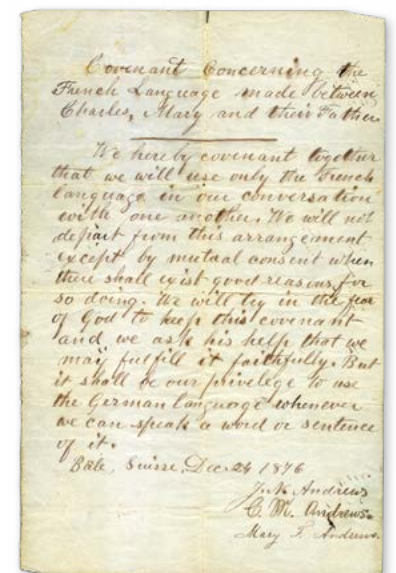 Covenant Concerning the
French Language made between
Charles, Mary and their Father
We hereby covenant together
that we will use only the French
language in our conversation
with one another. We will not
depart from this arrangement
except by mutual consent when
there shall exist good reasons for
so doing. We will try in the fear
of God to keep this covenant
and we ask his help that we
may fulfill it faithfully. But
it shall be our privelege to use
the German language whenever
we can speak a word or sentence
of it.
Bâle, Suisse, Dec. 24 1876
J. N. Andrews
C. M. Andrews.
Mary F. Andrews.